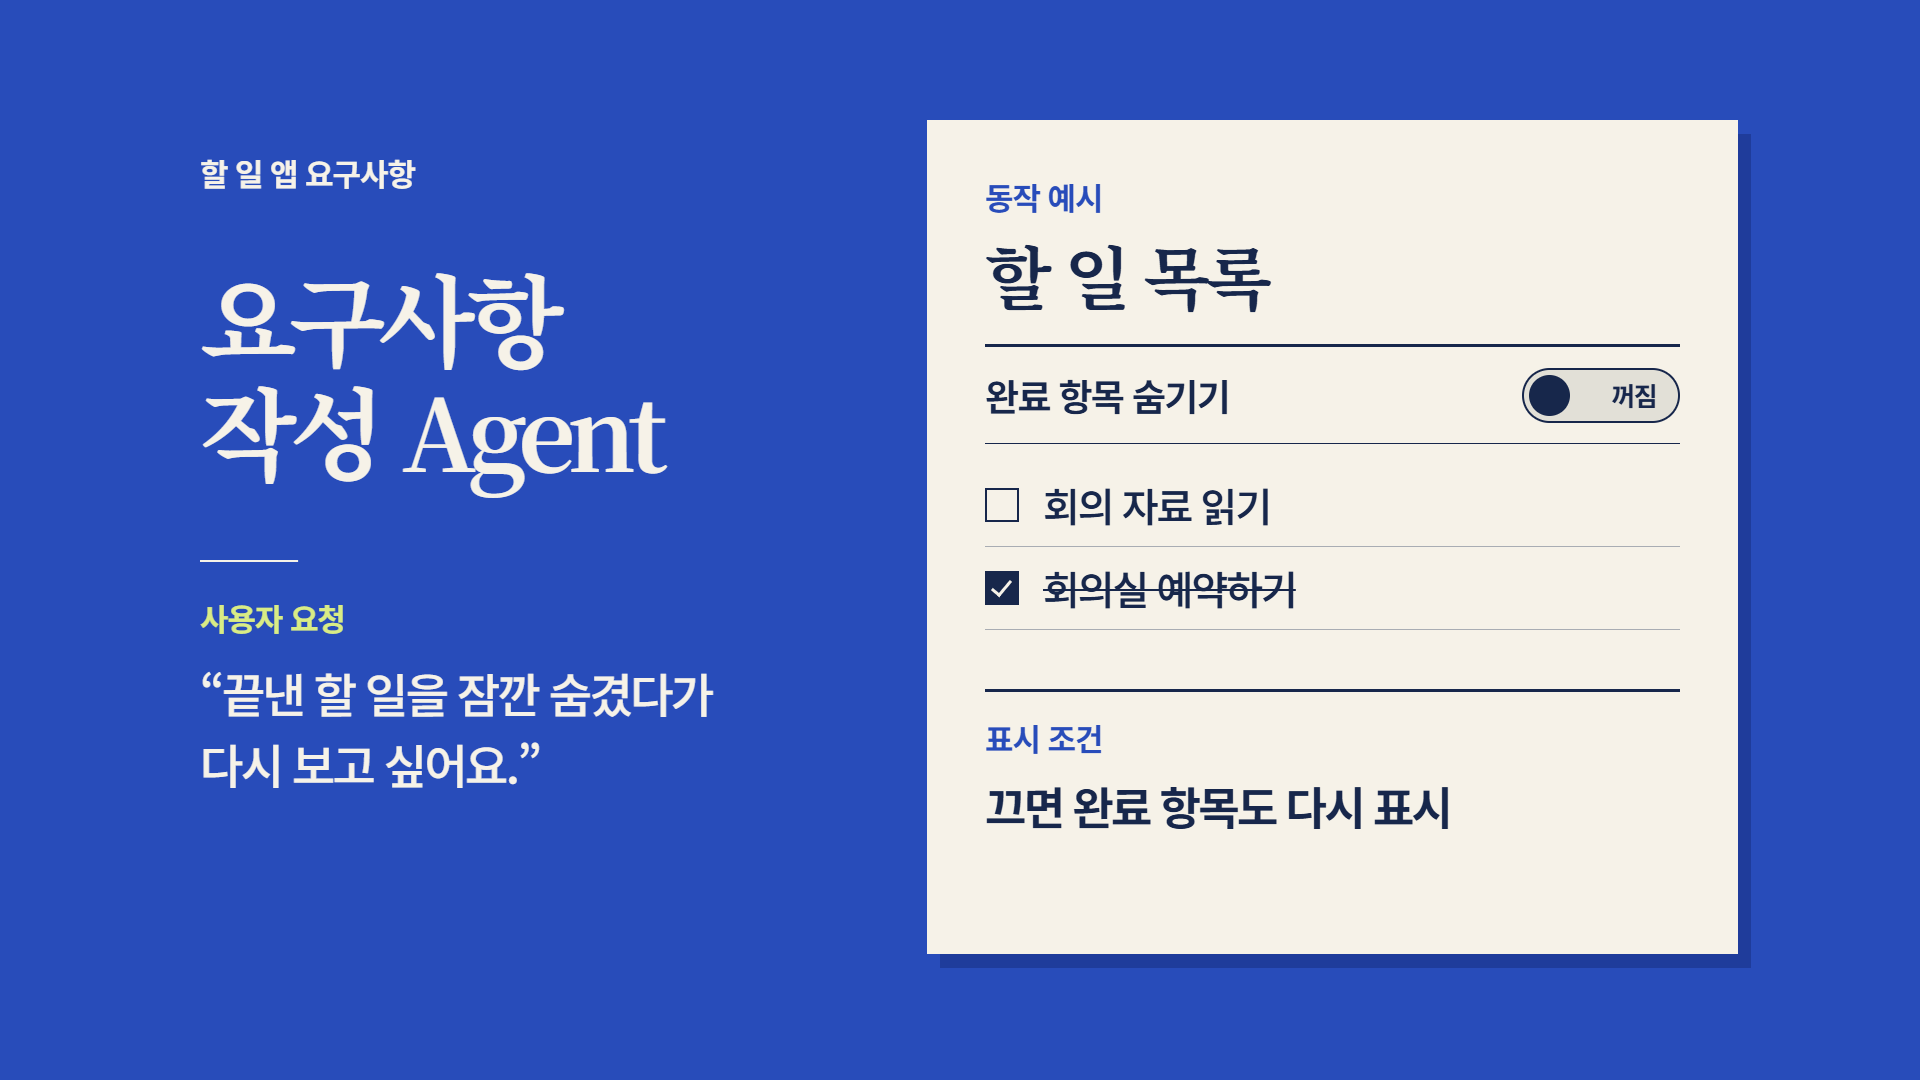 할 일 앱 요구사항
요구사항
작성 Agent
사용자 요청
“끝낸 할 일을 잠깐 숨겼다가
다시 보고 싶어요.”
동작 예시
할 일 목록
완료 항목 숨기기
꺼짐
회의 자료 읽기
회의실 예약하기
표시 조건
끄면 완료 항목도 다시 표시